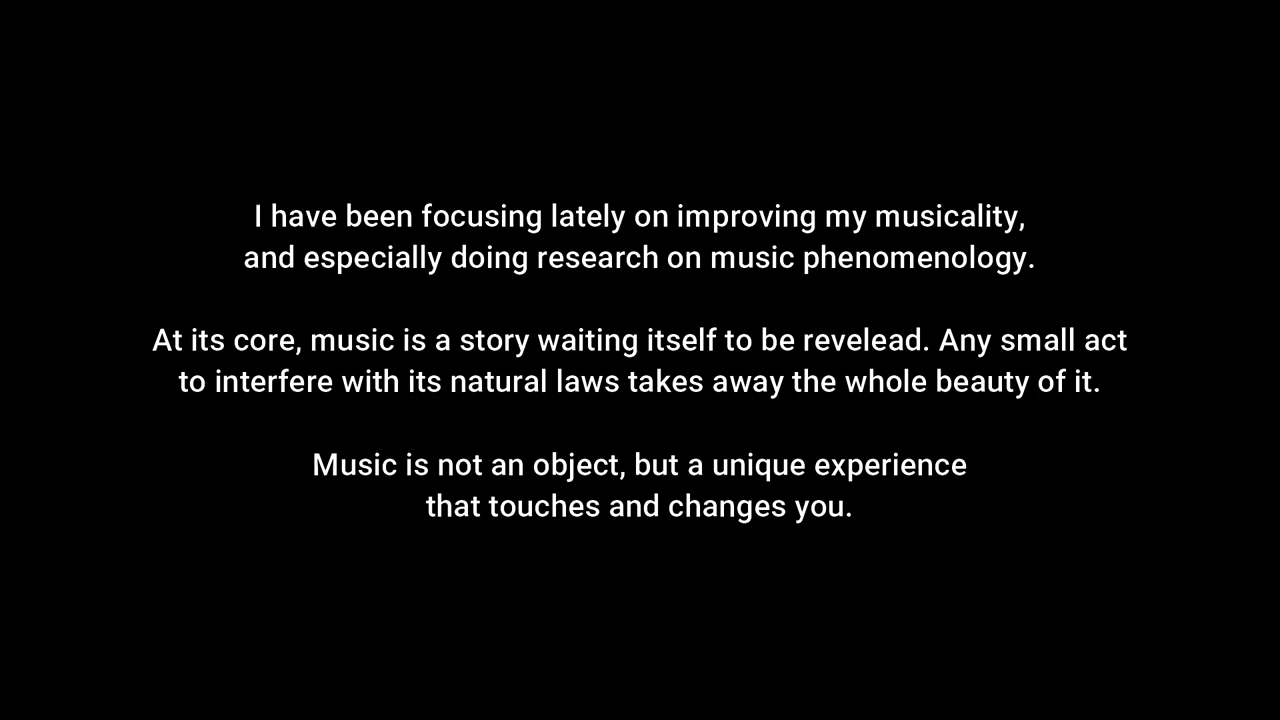 I have been focusing lately on improving my musicality,
and especially doing research on music phenomenology.
At its core, music is a story waiting itself to be revelead. Any small act
to interfere with its natural laws takes away the whole beauty of it.
Music is not an object, but a unique experience
that touches and changes you.